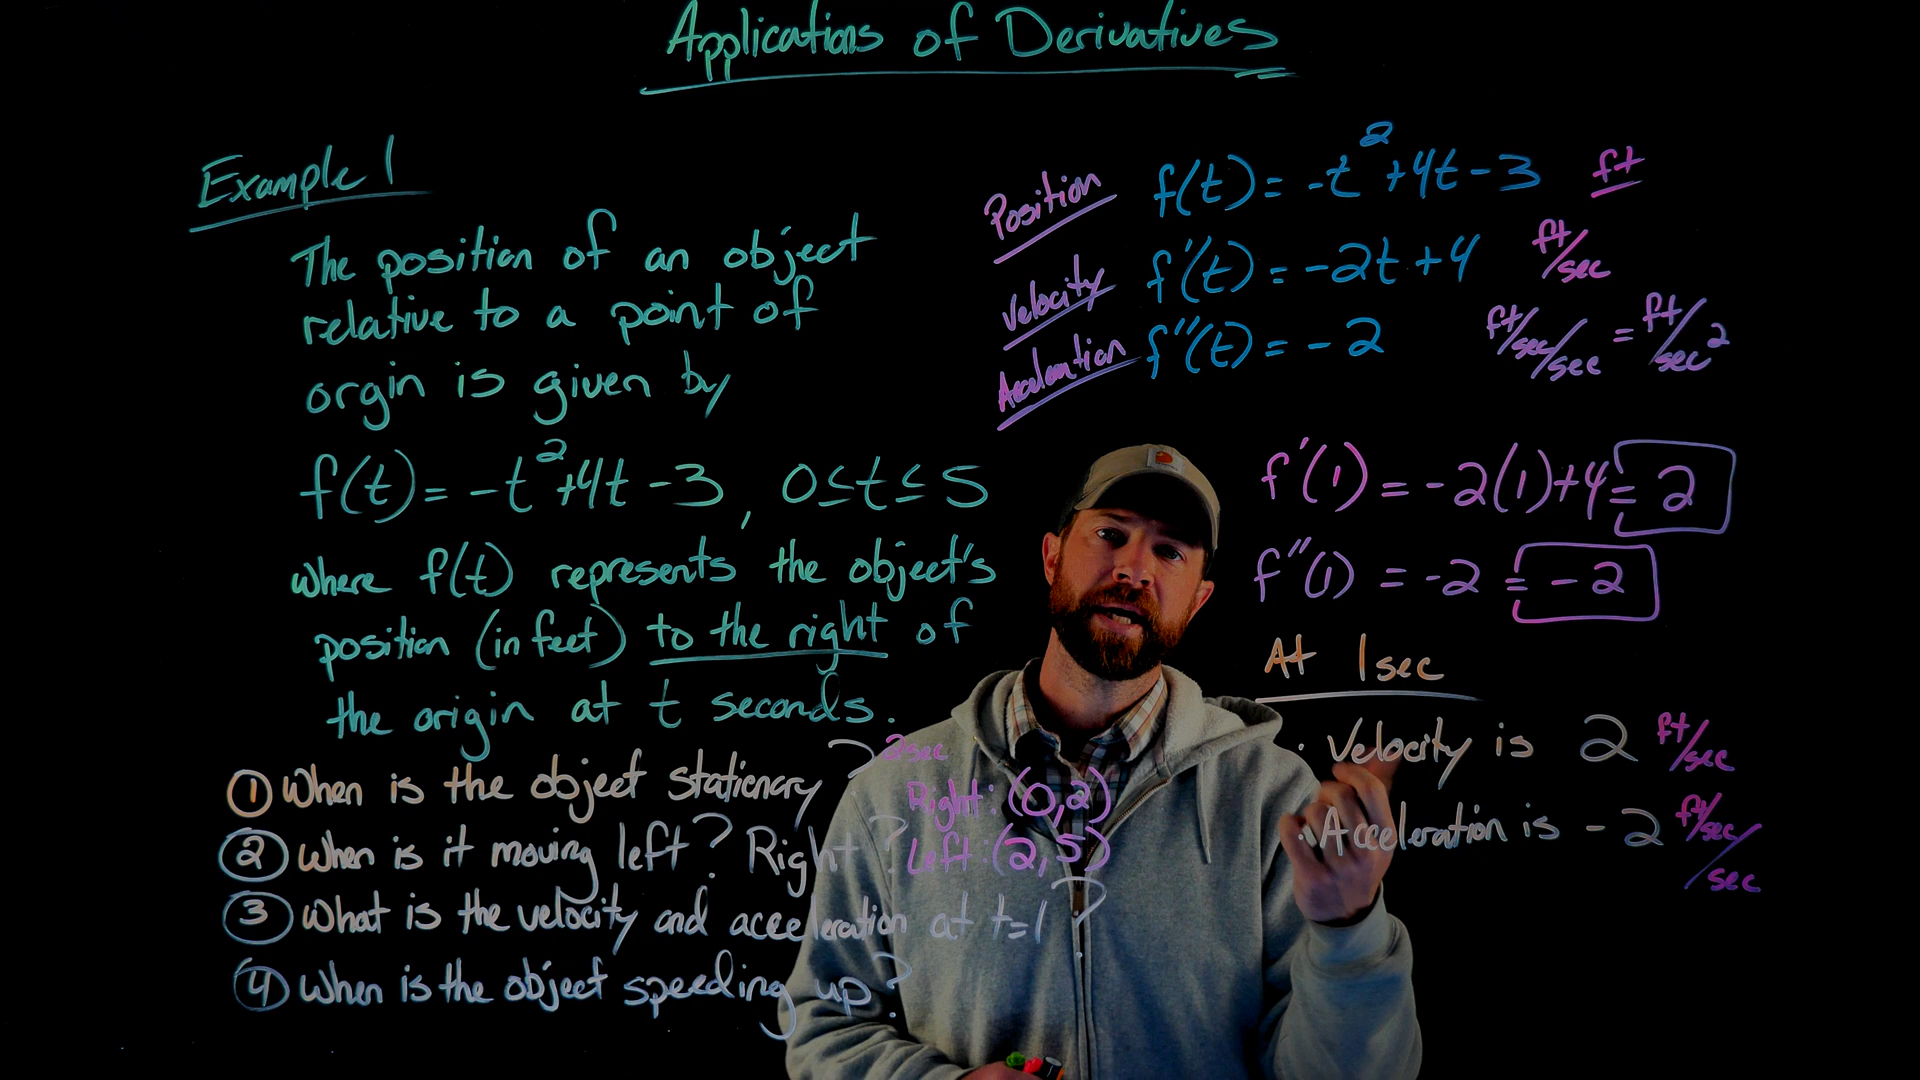 Applications of Derivatives
Example 1
The position of an object
relative to a point of
orgin is given by
f(t) = -t²+4t-3, 0≤t≤5
where f(t) represents the object's
position (in feet) to the right of
the origin at t seconds.
① When is the object stationary? 2sec
② When is it moving left? Right? Right: (0,2)
Left: (2,5)
③ What is the velocity and acceleration at t=1?
④ When is the object speeding up?
Position f(t) = -t²+4t-3 ft
Velocity f'(t) = -2t+4 ft/sec
Acceleration f''(t) = -2 ft/sec/sec = ft/sec²
f'(1) = -2(1)+4 = 2
f''(1) = -2 = -2
At 1sec
· Velocity is 2 ft/sec
· Acceleration is -2 ft/sec/sec